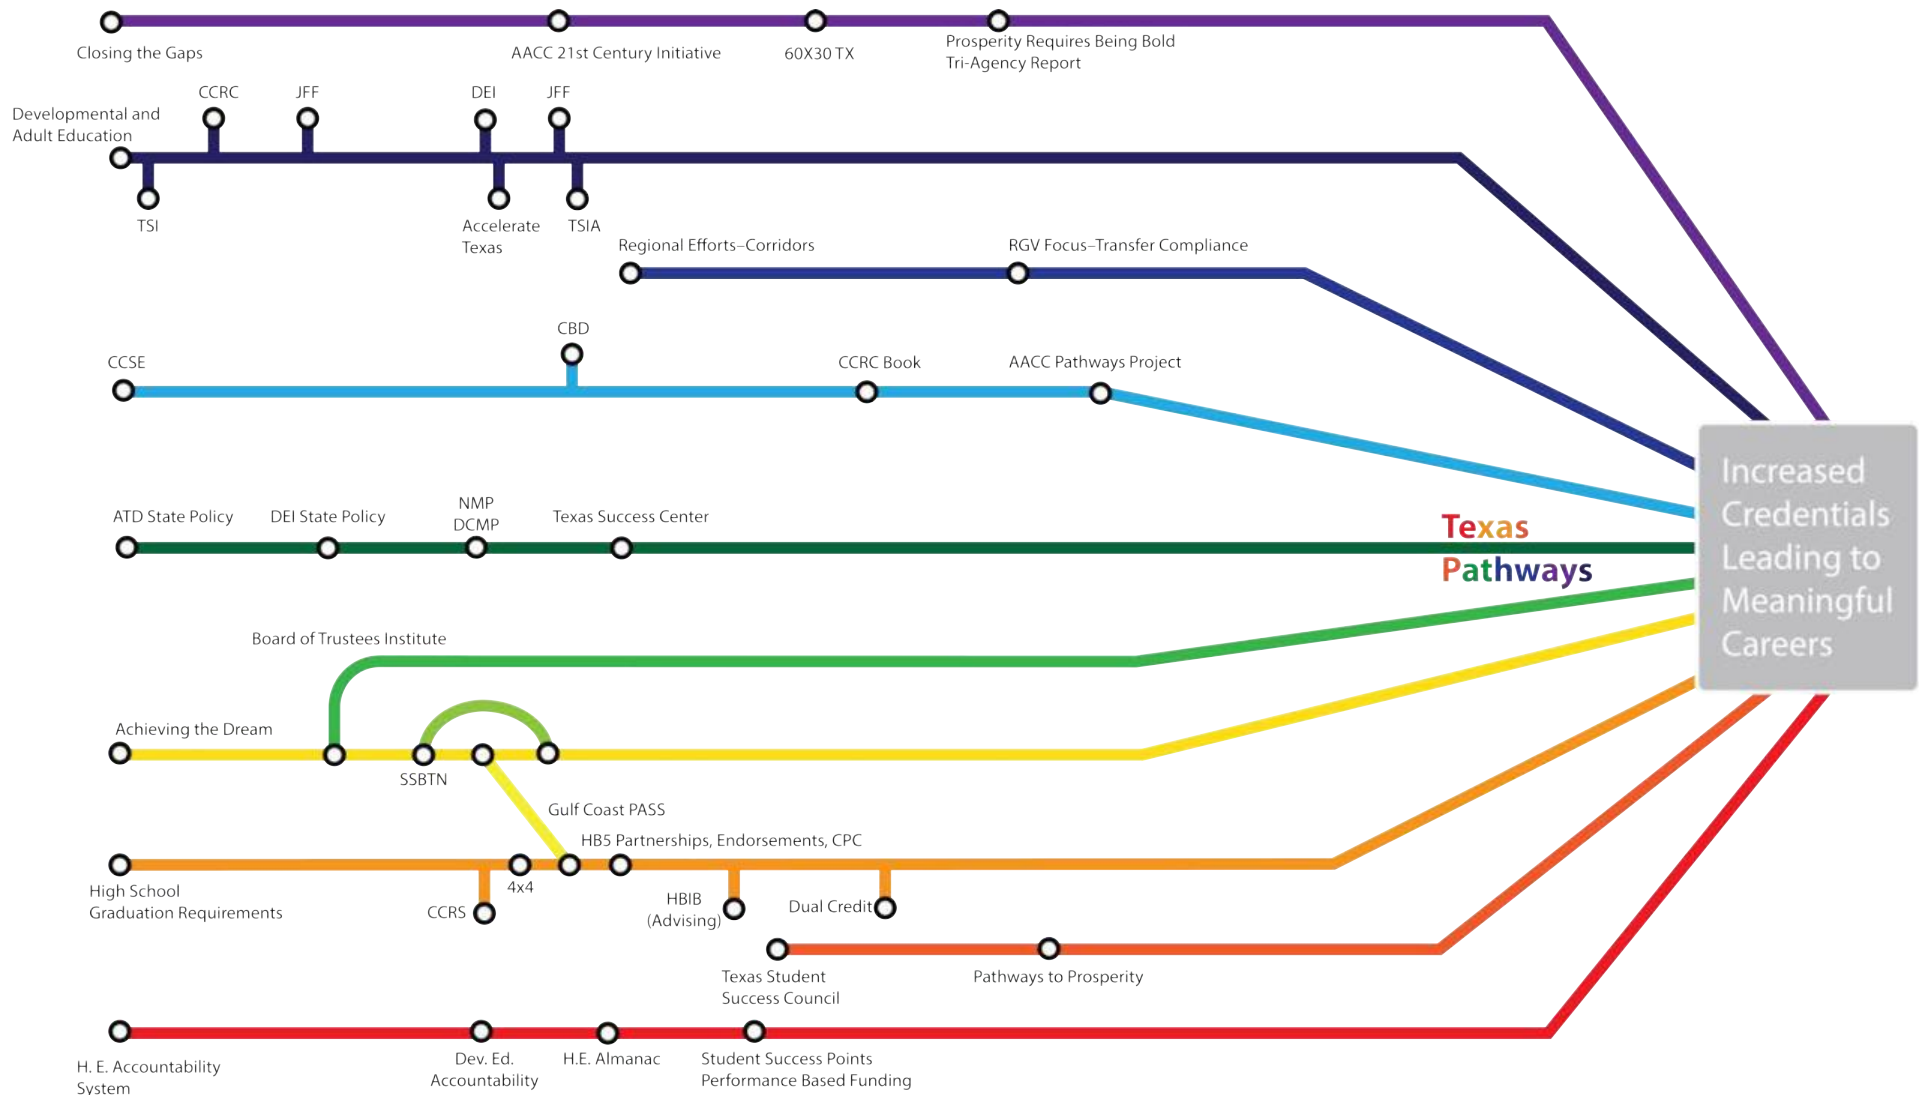 Closing the Gaps
AACC 21st Century Initiative
60X30 TX
Prosperity Requires Being Bold
Tri-Agency Report
CCRC
JFF
DEI
JFF
Developmental and
Adult Education
TSI
Accelerate
Texas
TSIA
Regional Efforts–Corridors
RGV Focus–Transfer Compliance
CBD
CCSE
CCRC Book
AACC Pathways Project
Increased
Credentials
Leading to
Meaningful
Careers
ATD State Policy
DEI State Policy
NMP
DCMP
Texas Success Center
Texas
Pathways
Board of Trustees Institute
Achieving the Dream
SSBTN
Gulf Coast PASS
HB5 Partnerships, Endorsements, CPC
High School
Graduation Requirements
4x4
CCRS
HBIB
(Advising)
Dual Credit
Texas Student
Success Council
Pathways to Prosperity
H. E. Accountability
System
Dev. Ed.
Accountability
H.E. Almanac
Student Success Points
Performance Based Funding